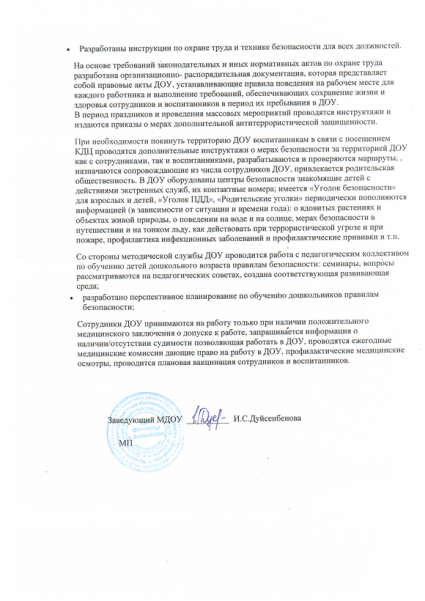 • Разработаны инструкции по охране труда и технике безопасности для всех должностей.
На основе требований законодательных и иных нормативных актов по охране труда
разработана организационно- распорядительная документация, которая представляет
собой правовые акты ДОУ, устанавливающие правила поведения на рабочем месте для
каждого работника и выполнение требований, обеспечивающих сохранение жизни и
здоровья сотрудников и воспитанников в период их пребывания в ДОУ.
В период праздников и проведения массовых мероприятий проводятся инструктажи и
издаются приказы о мерах дополнительной антитеррористической защищенности.
При необходимости покинуть территорию ДОУ воспитанникам в связи с посещением
КДЦ проводятся дополнительные инструктажи о мерах безопасности за территорией ДОУ
как с сотрудниками, так и воспитанниками, разрабатываются и проверяются маршруты, ,
назначаются сопровождающие из числа сотрудников ДОУ, привлекается родительская
общественность. В ДОУ оборудованы центры безопасности знакомящие детей с
действиями экстренных служб, их контактные номера; имеется «Уголок безопасности»
для взрослых и детей, «Уголок ПДД», «Родительские уголки» периодически пополняются
информацией (в зависимости от ситуации и времени года): о ядовитых растениях и
объектах живой природы, о поведении на воде и на солнце, мерах безопасности в
путешествии и на тонком льду, как действовать при террористической угрозе и при
пожаре, профилактика инфекционных заболеваний и профилактические прививки и т.п.
Со стороны методической службы ДОУ проводится работа с педагогическим коллективом
по обучению детей дошкольного возраста правилам безопасности: семинары, вопросы
рассматриваются на педагогических советах, создана соответствующая развивающая
среда;
• разработано перспективное планирование по обучению дошкольников правилам
безопасности;
Сотрудники ДОУ принимаются на работу только при наличии положительного
медицинского заключения о допуске к работе, запрашивается информация о
наличии/отсутствии судимости позволяющая работать в ДОУ, проводятся ежегодные
медицинские комиссии дающие право на работу в ДОУ, профилактические медицинские
осмотры, проводится плановая вакцинация сотрудников и воспитанников.
Заведующий МДОУ И.С.Дуйсенбенова
МП